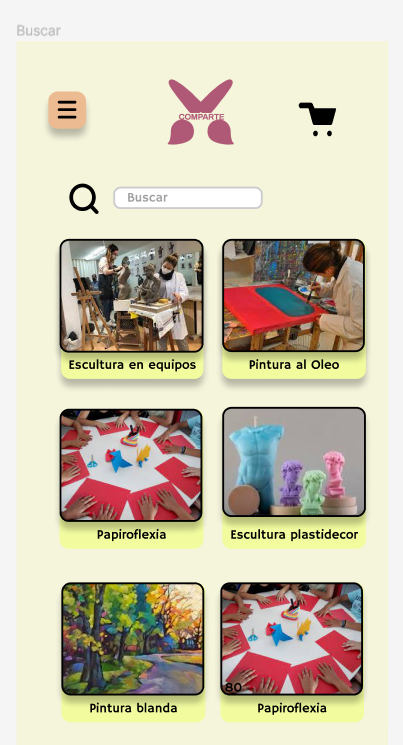 Buscar
COMPARTE
Buscar
Escultura en equipos
Pintura al Oleo
Papiroflexia
Escultura plastidecor
80
Pintura blanda
Papiroflexia